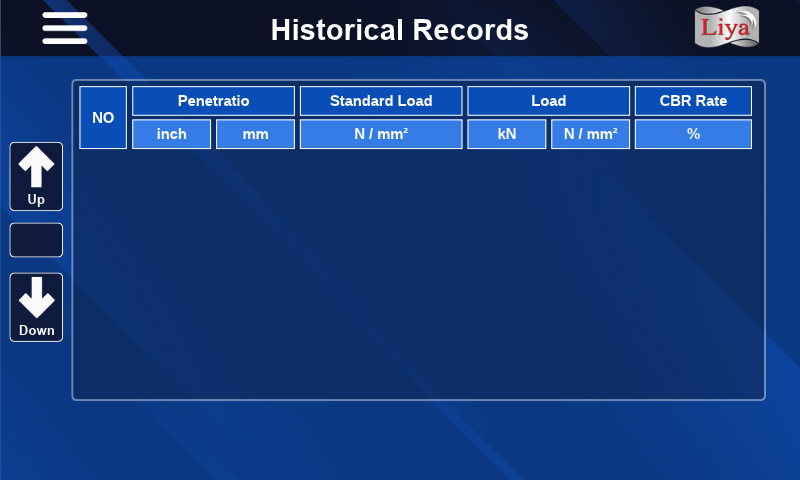 Historical Records
Liya
NO
Penetratio
Standard Load
Load
CBR Rate
inch
mm
N / mm²
kN
N / mm²
%
Up
Down